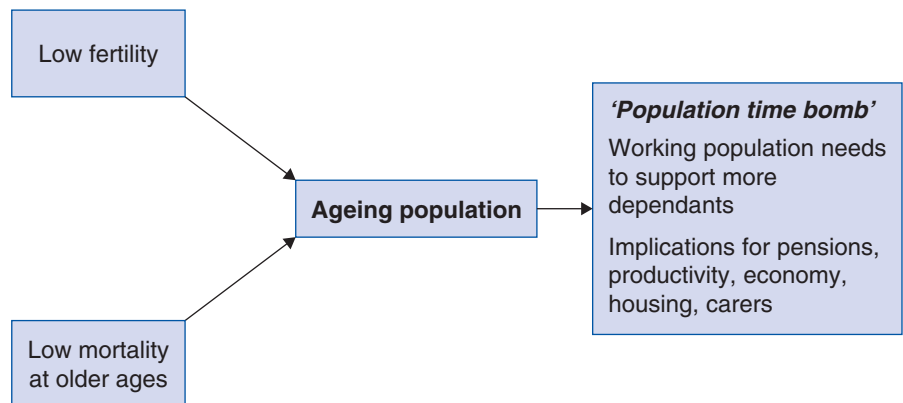 Low fertility
Low mortality
at older ages
Ageing population
'Population time bomb'
Working population needs
to support more
dependants
Implications for pensions,
productivity, economy,
housing, carers